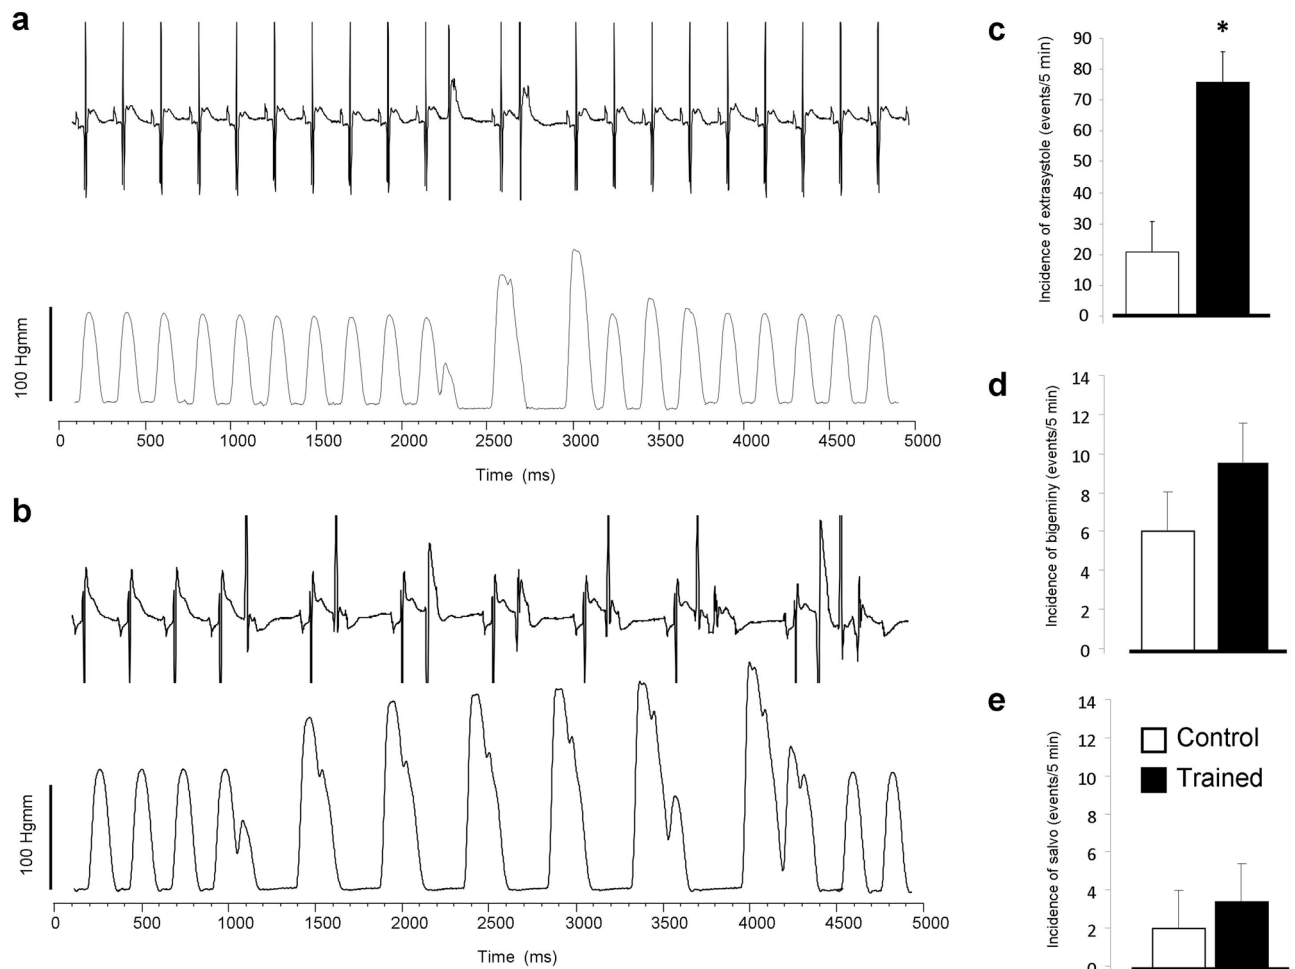 a
100 Hgmm
0 500 1000 1500 2000 2500 3000 3500 4000 4500 5000
Time (ms)
b
100 Hgmm
0 500 1000 1500 2000 2500 3000 3500 4000 4500 5000
Time (ms)
c
*
Incidence of extrasystole (events/5 min)
90
80
70
60
50
40
30
20
10
0
d
Incidence of bigeminy (events/5 min)
14
12
10
8
6
4
2
0
e
Incidence of salvo (events/5 min)
14
12
10
8
6
4
2
0
Control
Trained